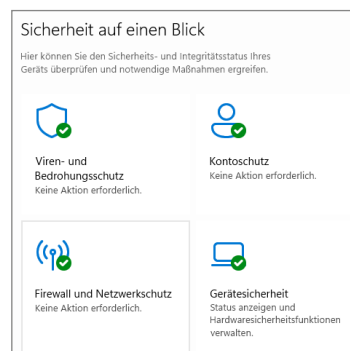 Sicherheit auf einen Blick
Hier können Sie den Sicherheits- und Integritätsstatus Ihres
Geräts überprüfen und notwendige Maßnahmen ergreifen.
Viren- und
Bedrohungsschutz
Keine Aktion erforderlich.
Kontoschutz
Keine Aktion erforderlich.
Firewall und Netzwerkschutz
Keine Aktion erforderlich.
Gerätesicherheit
Status anzeigen und
Hardwaresicherheitsfunktionen
verwalten.